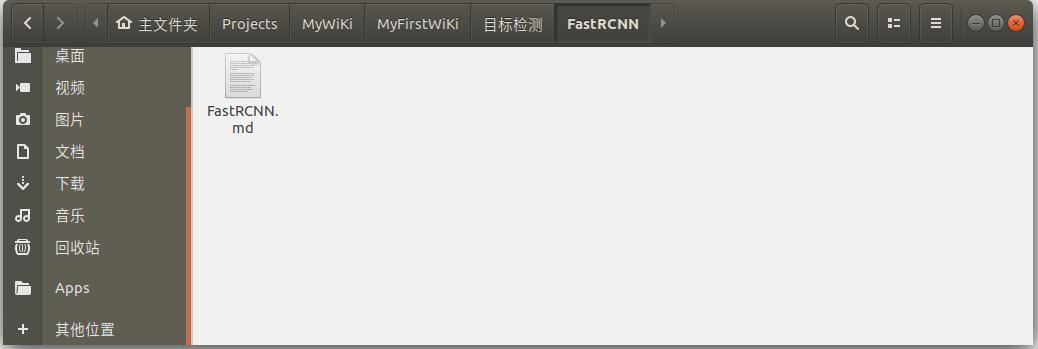 主文件夹 Projects MyWiKi MyFirstWiKi 目标检测 FastRCNN
桌面
视频
图片
文档
下载
音乐
回收站
Apps
其他位置
FastRCNN.
md